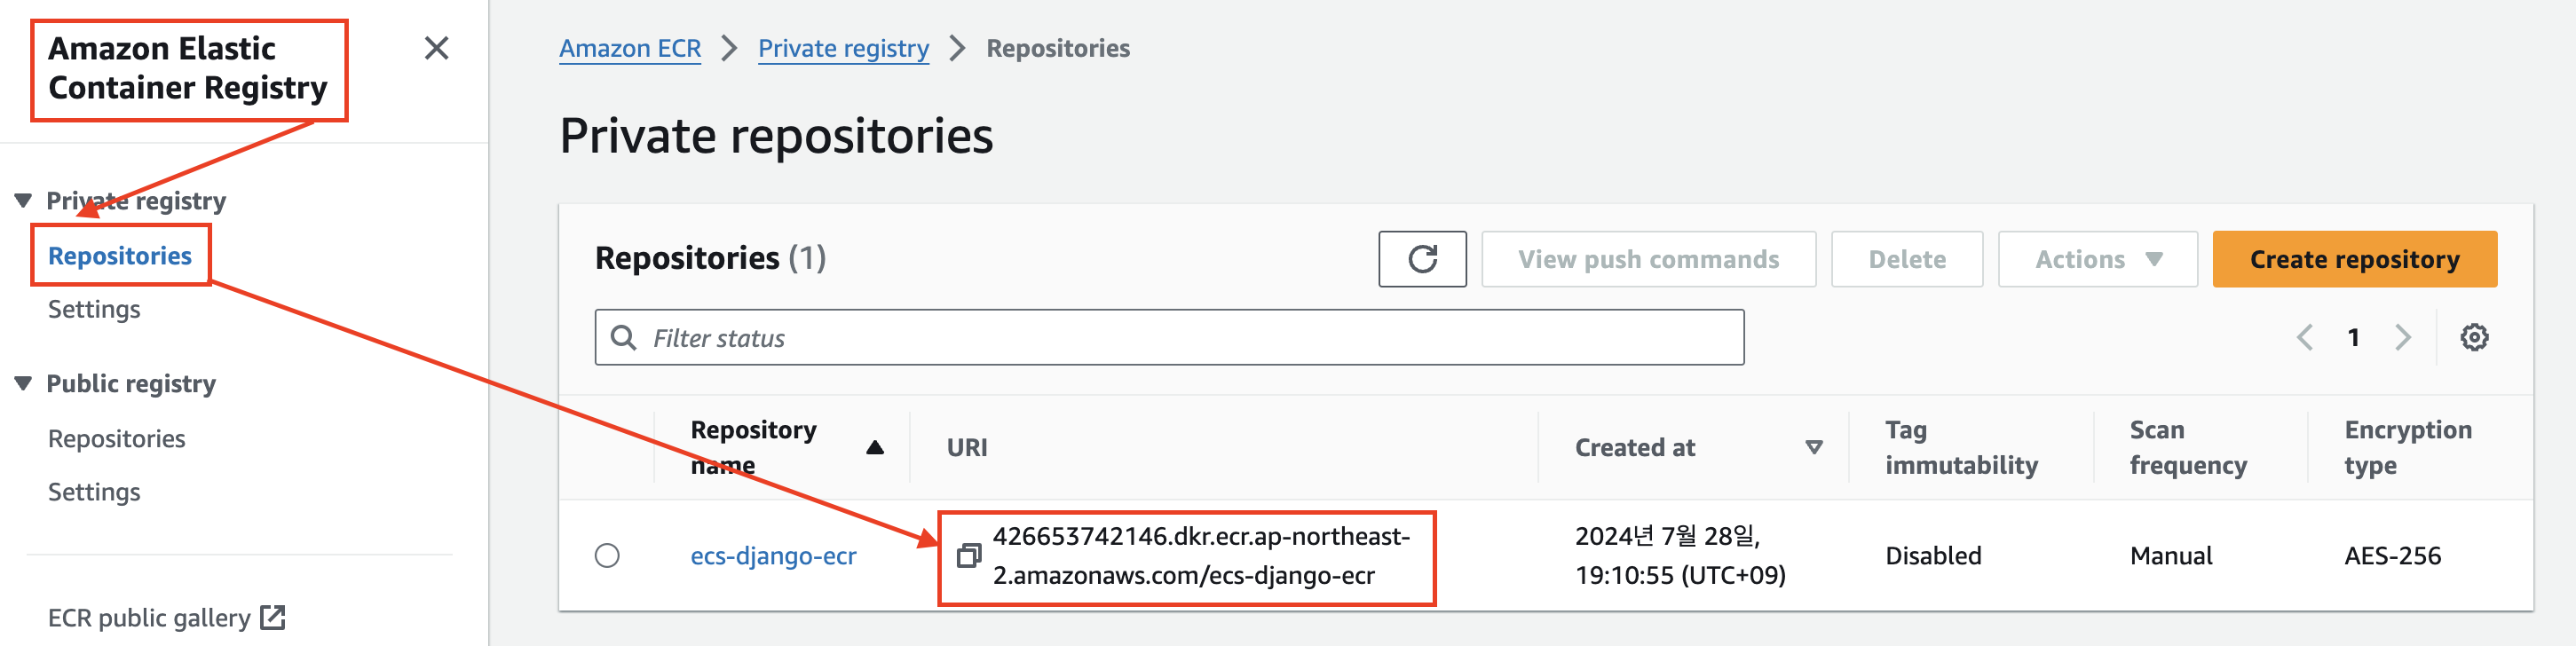 Amazon Elastic
Container Registry
Private registry
Repositories
Settings
Public registry
Repositories
Settings
ECR public gallery
Amazon ECR > Private registry > Repositories
Private repositories
Repositories (1)
View push commands
Delete
Actions
Create repository
Filter status
1
Repository
name
URI
Created at
Tag
immutability
Scan
frequency
Encryption
type
ecs-django-ecr
426653742146.dkr.ecr.ap-northeast-
2.amazonaws.com/ecs-django-ecr
2024년 7월 28일,
19:10:55 (UTC+09)
Disabled
Manual
AES-256